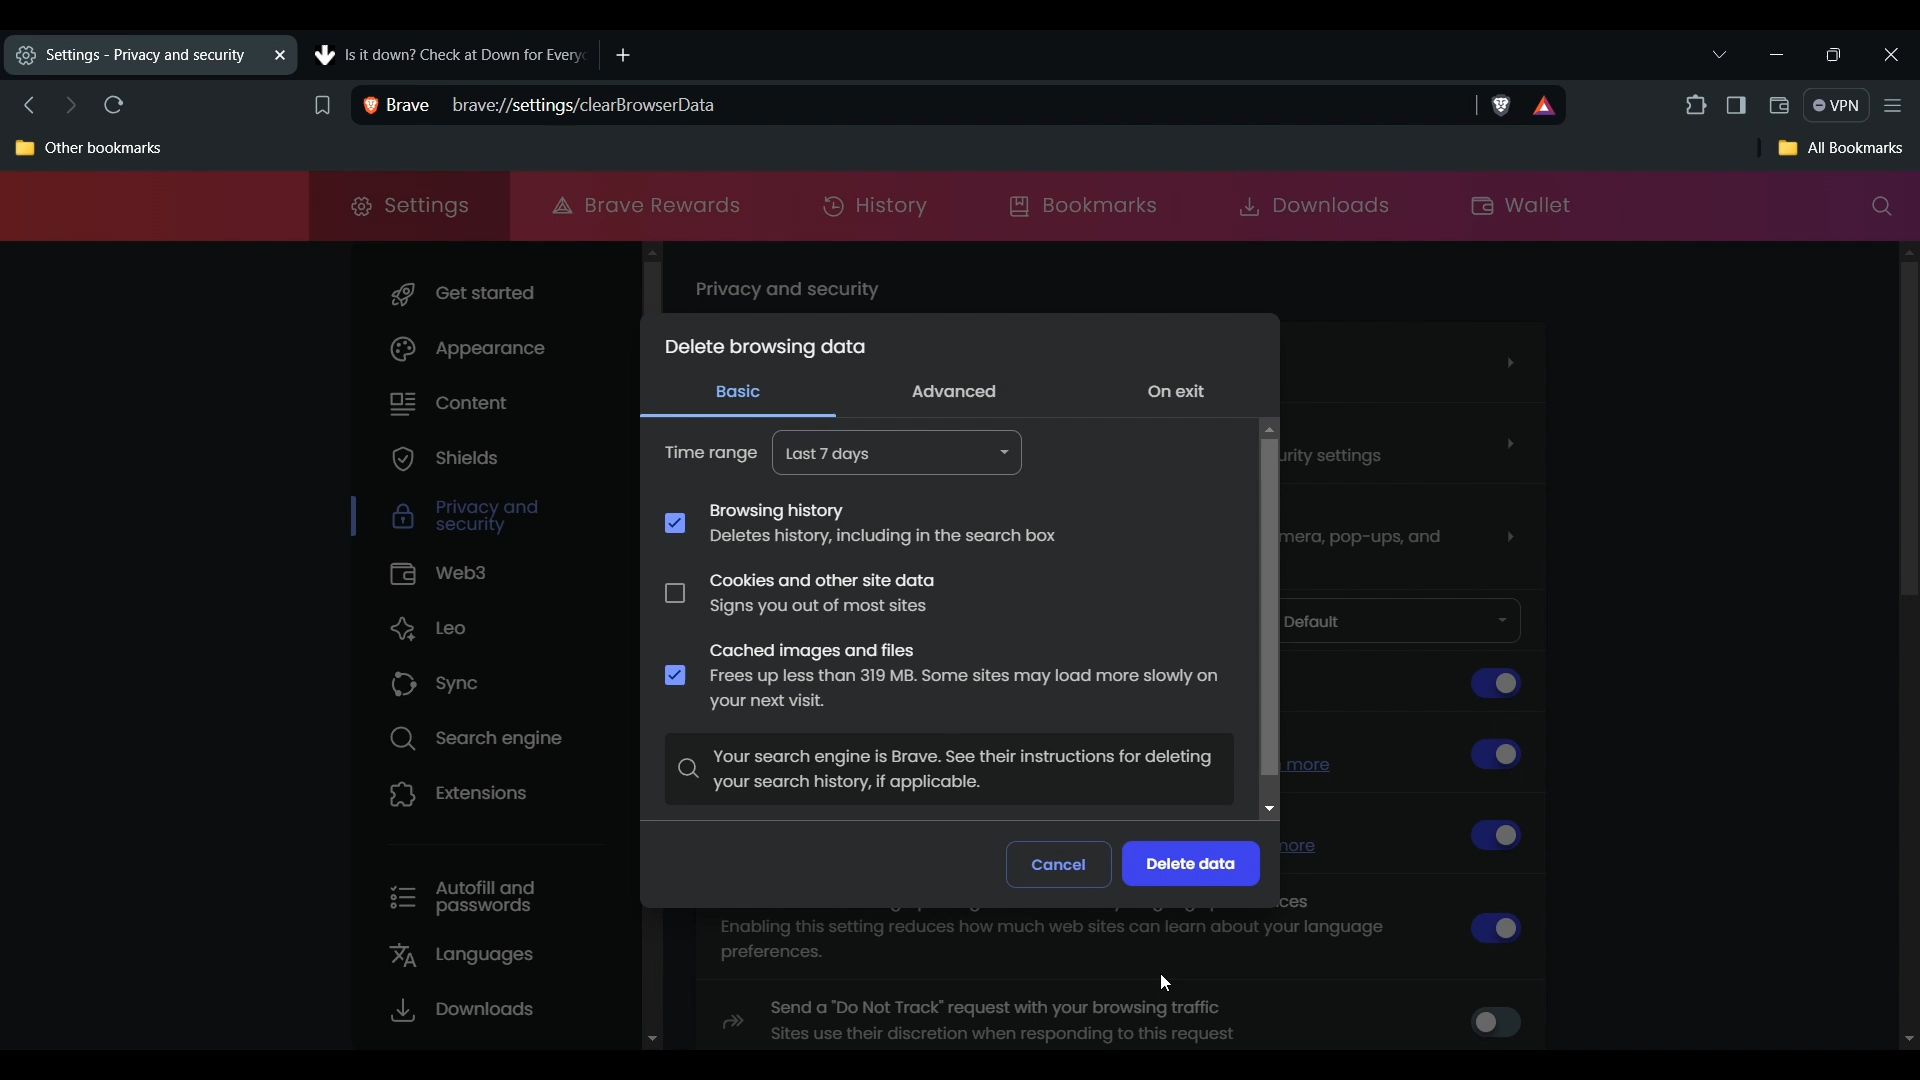 Settings - Privacy and security
Is it down? Check at Down for Every
Brave
brave://settings/clearBrowserData
VPN
Other bookmarks
All Bookmarks
Settings
Brave Rewards
History
Bookmarks
Downloads
Wallet
Get started
Appearance
Content
Shields
Privacy and
security
Web3
Leo
Sync
Search engine
Extensions
Autofill and
passwords
Languages
Downloads
Privacy and security
Delete browsing data
Basic
Advanced
On exit
Time range
Last 7 days
Browsing history
Deletes history, including in the search box
Cookies and other site data
Signs you out of most sites
Cached images and files
Frees up less than 319 MB. Some sites may load more slowly on
your next visit.
Your search engine is Brave. See their instructions for deleting
your search history, if applicable.
Cancel
Delete data
urity settings
mera, pop-ups, and
Default
more
more
ces
Enabling this setting reduces how much web sites can learn about your language
preferences.
Send a "Do Not Track" request with your browsing traffic
Sites use their discretion when responding to this request